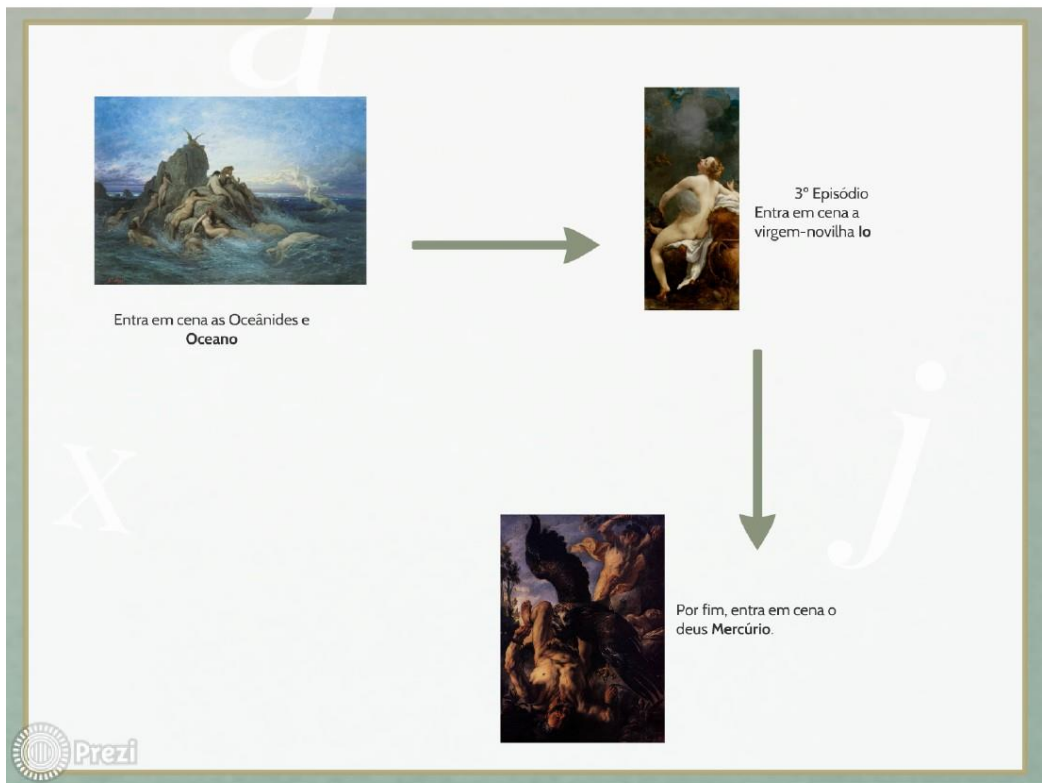 Entra em cena as Oceânides e
Oceano
3º Episódio
Entra em cena a
virgem-novilha Io
Por fim, entra em cena o
deus Mercúrio.
d
x
j
Prezi